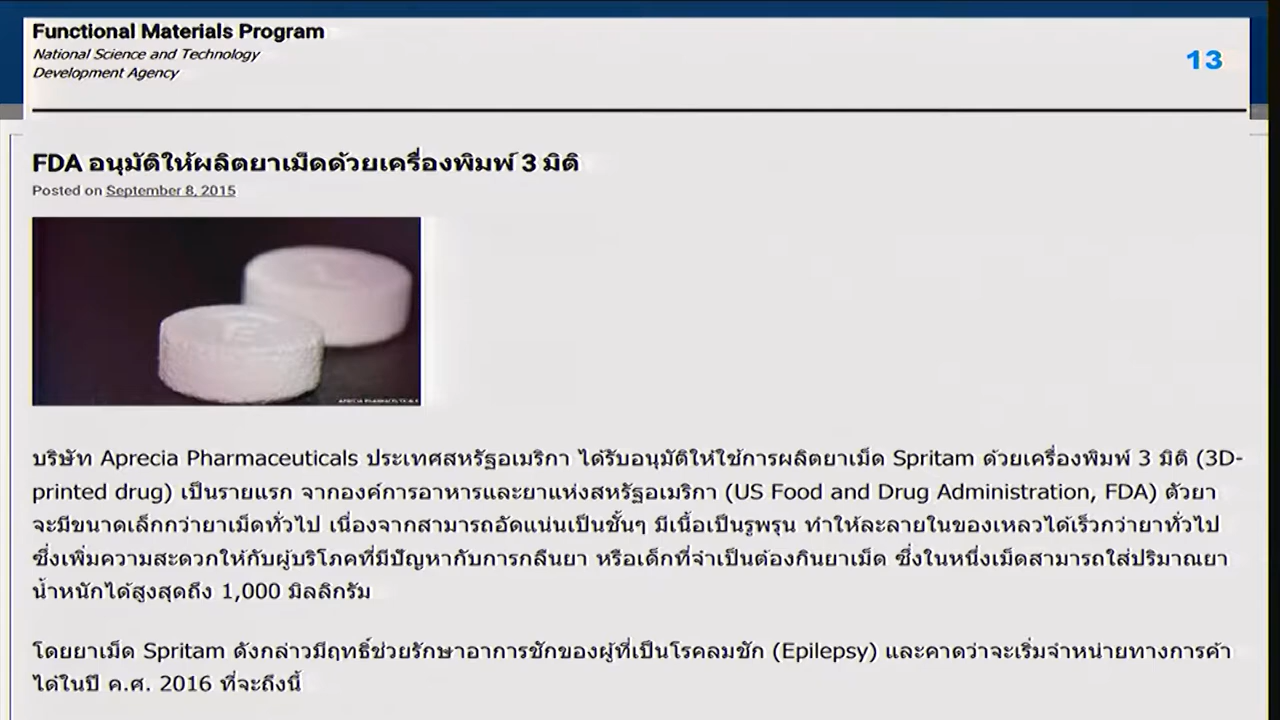 Functional Materials Program
National Science and Technology
Development Agency
13
FDA อนุมัติให้ผลิตยาเม็ดด้วยเครื่องพิมพ์ 3 มิติ
Posted on September 8, 2015
APRECIA PHARMACEUTICALS
บริษัท Aprecia Pharmaceuticals ประเทศสหรัฐอเมริกา ได้รับอนุมัติให้ใช้การผลิตยาเม็ด Spritam ด้วยเครื่องพิมพ์ 3 มิติ (3D-
printed drug) เป็นรายแรก จากองค์การอาหารและยาแห่งสหรัฐอเมริกา (US Food and Drug Administration, FDA) ตัวยา
จะมีขนาดเล็กกว่ายาเม็ดทั่วไป เนื่องจากสามารถอัดแน่นเป็นชั้นๆ มีเนื้อเป็นรูพรุน ทำให้ละลายในของเหลวได้เร็วกว่ายาทั่วไป
ซึ่งเพิ่มความสะดวกให้กับผู้บริโภคที่มีปัญหากับการกลืนยา หรือเด็กที่จำเป็นต้องกินยาเม็ด ซึ่งในหนึ่งเม็ดสามารถใส่ปริมาณยา
น้ำหนักได้สูงสุดถึง 1,000 มิลลิกรัม
โดยยาเม็ด Spritam ดังกล่าวมีฤทธิ์ช่วยรักษาอาการชักของผู้ที่เป็นโรคลมชัก (Epilepsy) และคาดว่าจะเริ่มจำหน่ายทางการค้า
ได้ในปี ค.ศ. 2016 ที่จะถึงนี้